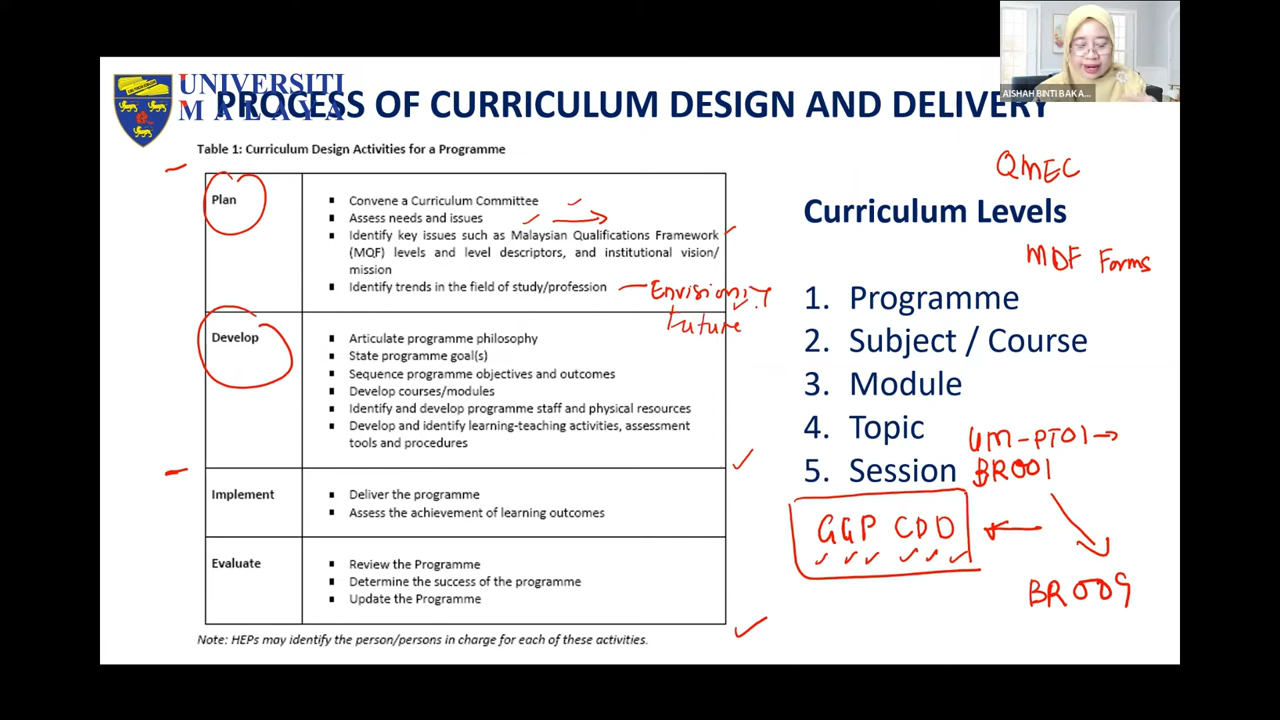 AISHAH BINTI BAKA...
UNIVERSITI
MALAYA
PROCESS OF CURRICULUM DESIGN AND DELIVERY
Table 1: Curriculum Design Activities for a Programme
Plan
▪ Convene a Curriculum Committee
▪ Assess needs and issues
▪ Identify key issues such as Malaysian Qualifications Framework
(MQF) levels and level descriptors, and institutional vision/
mission
▪ Identify trends in the field of study/profession
Envisioning
Future
Develop
▪ Articulate programme philosophy
▪ State programme goal(s)
▪ Sequence programme objectives and outcomes
▪ Develop courses/modules
▪ Identify and develop programme staff and physical resources
▪ Develop and identify learning-teaching activities, assessment
tools and procedures
Implement
▪ Deliver the programme
▪ Assess the achievement of learning outcomes
Evaluate
▪ Review the Programme
▪ Determine the success of the programme
▪ Update the Programme
Note: HEPs may identify the person/persons in charge for each of these activities.
QMEC
Curriculum Levels
MDF Forms
1. Programme
2. Subject / Course
3. Module
4. Topic
5. Session
UM-PT01→
BR001
GGP CDD
BR009